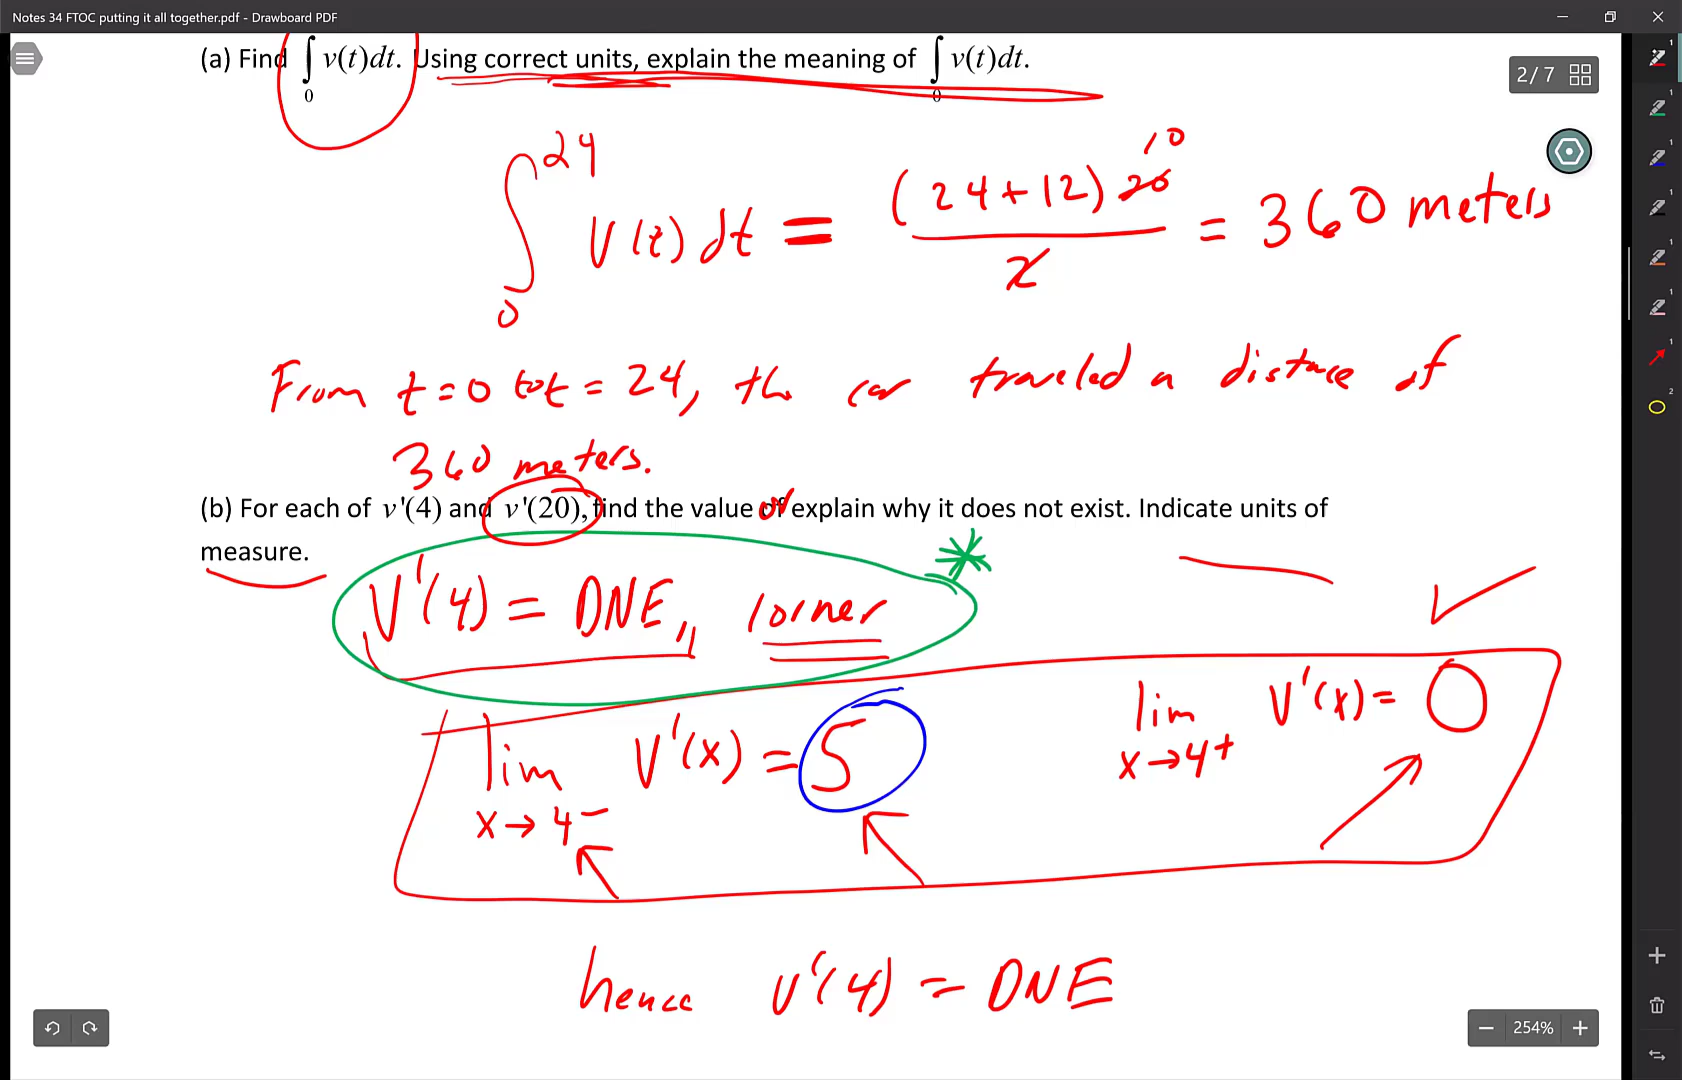 Notes 34 FTOC putting it all together.pdf - Drawboard PDF
(a) Find ∫₀ v(t)dt. Using correct units, explain the meaning of ∫₀ v(t)dt.
2 / 7
∫₀²⁴ V(t) dt = (24+12) 20 10 / 2 = 360 meters
From t=0 to t=24, the car traveled a distance of
360 meters.
(b) For each of v'(4) and v'(20), find the value or explain why it does not exist. Indicate units of
measure.
V'(4) = DNE, corner
lim x→4⁻ V'(x) = 5
lim x→4+ V'(x) = 0
hence v'(4) = DNE
254%